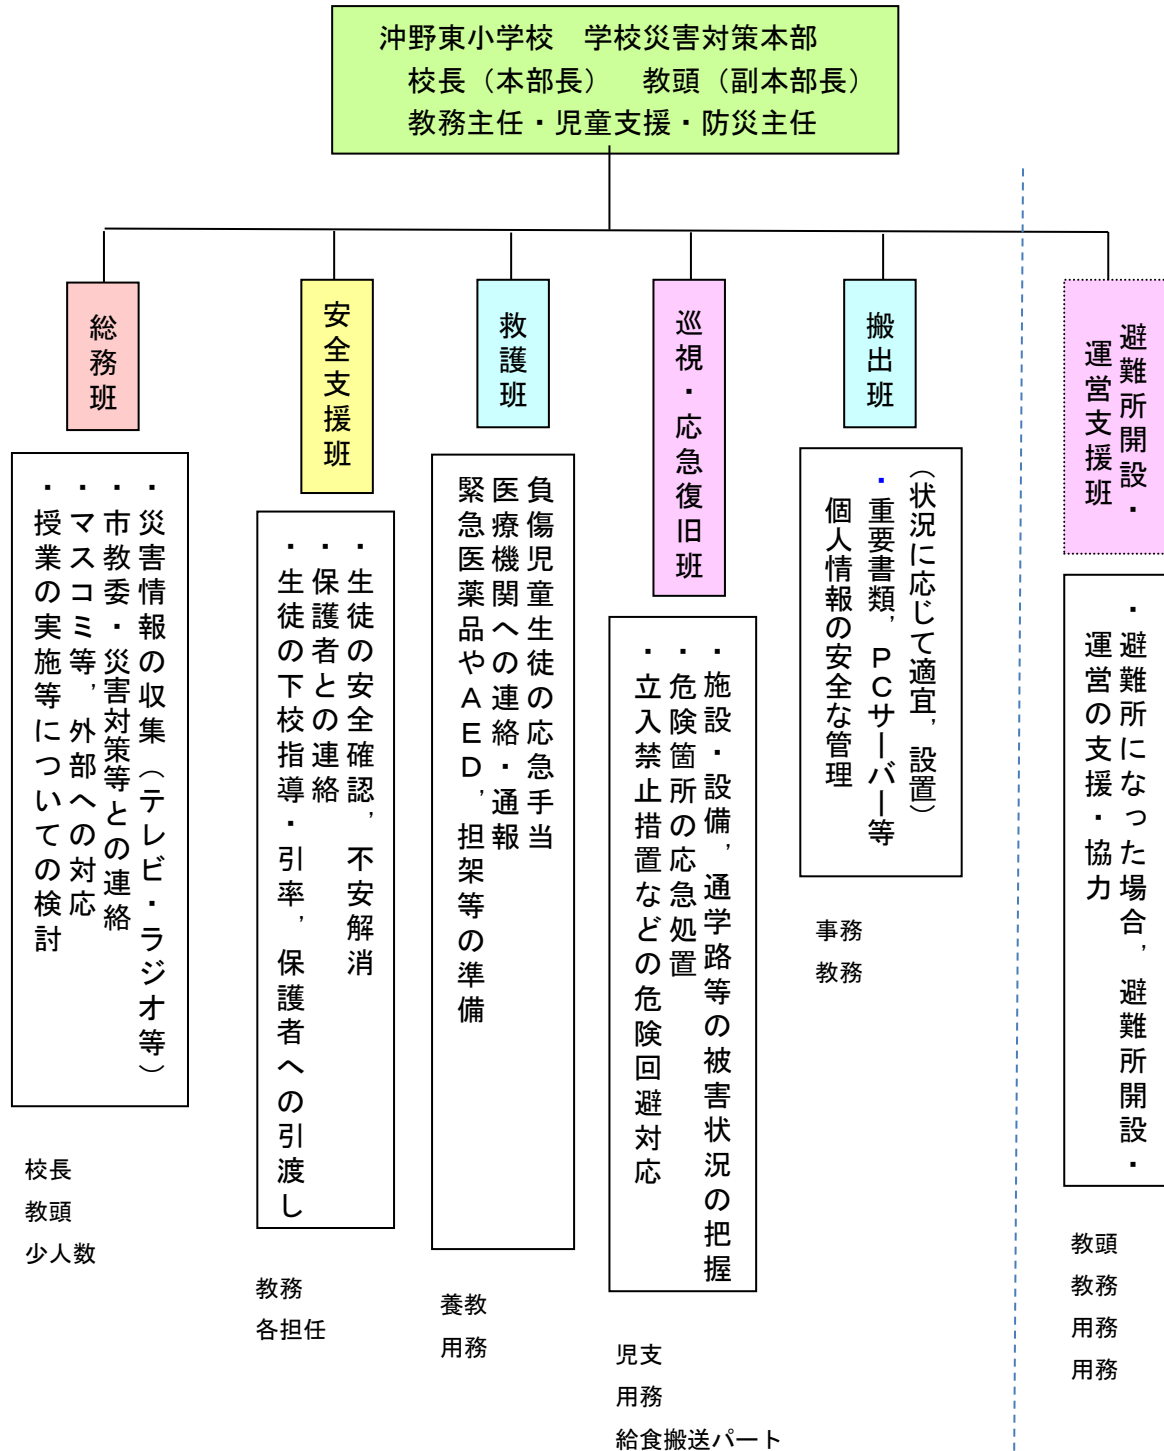 沖野東小学校　学校災害対策本部
校長（本部長）　教頭（副本部長）
教務主任・児童支援・防災主任
総務班
・災害情報の収集（テレビ・ラジオ等）
・市教委・災害対策等との連絡
・マスコミ等，外部への対応
・授業の実施等についての検討
校長
教頭
少人数
安全支援班
・生徒の安全確認，不安解消
・保護者との連絡
・生徒の下校指導・引率，保護者への引渡し
教務
各担任
救護班
負傷児童生徒の応急手当
医療機関への連絡・通報
緊急医薬品やＡＥＤ，担架等の準備
養教
用務
巡視・応急復旧班
・施設・設備，通学路等の被害状況の把握
・危険箇所の応急処置
・立入禁止措置などの危険回避対応
児支
用務
給食搬送パート
搬出班
（状況に応じて適宜，設置）
・重要書類，ＰＣサーバー等
個人情報の安全な管理
事務
教務
避難所開設・
運営支援班
・避難所になった場合，避難所開設・
運営の支援・協力
教頭
教務
用務
用務